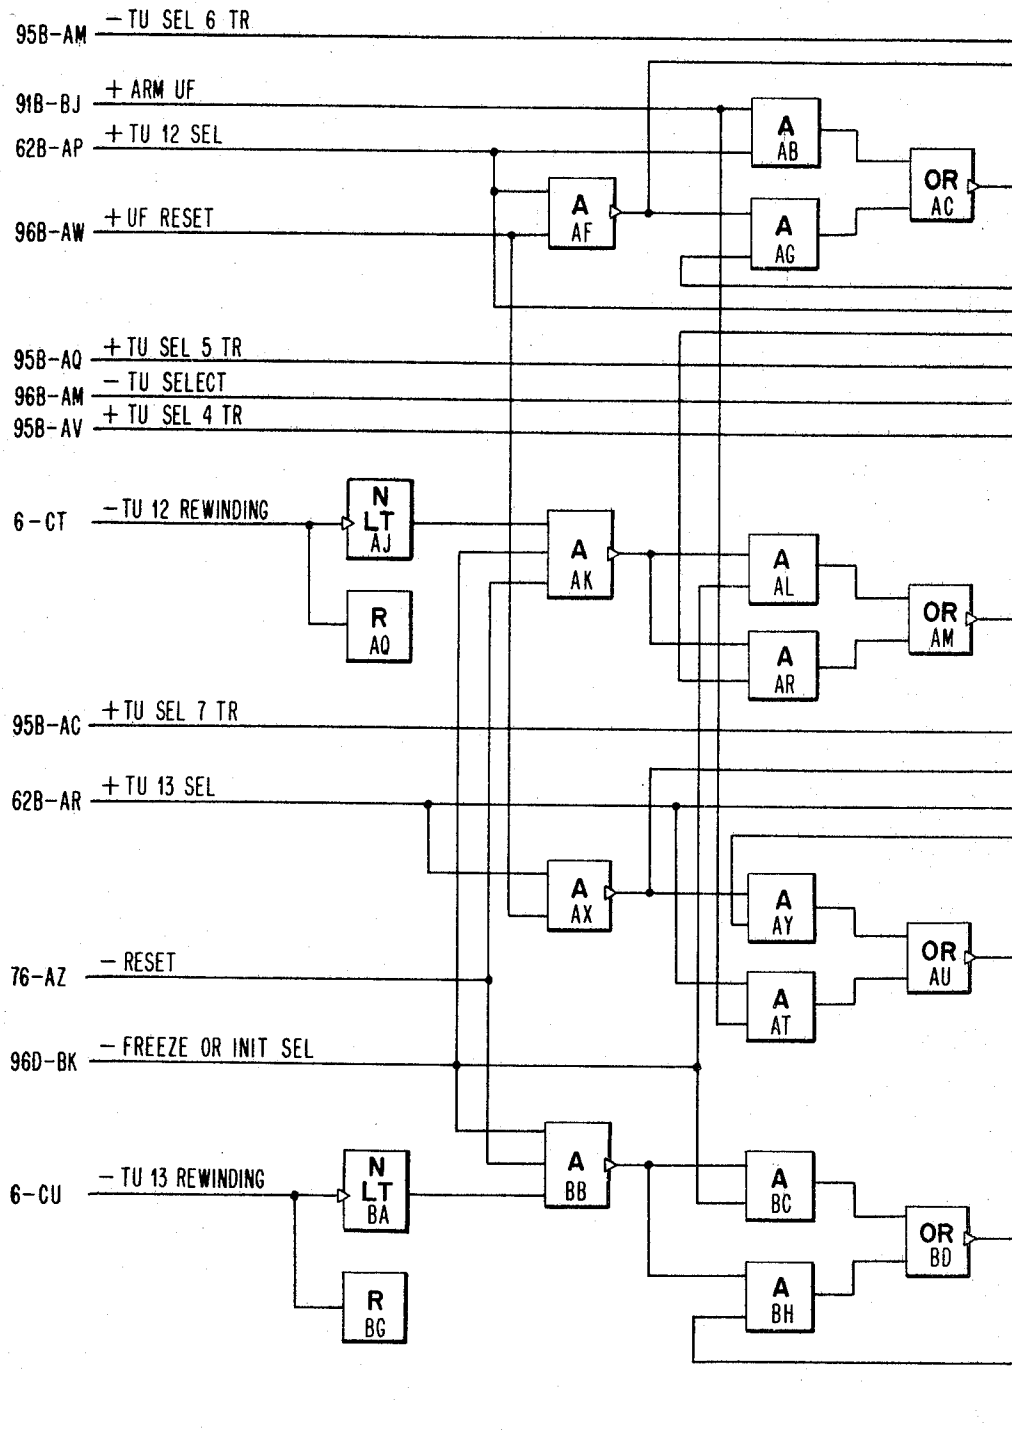 95B-AM
- TU SEL 6 TR
91B-BJ
+ ARM UF
A
AB
62B-AP
+ TU 12 SEL
OR
AC
A
AF
96B-AW
+ UF RESET
A
AG
95B-AQ
+ TU SEL 5 TR
96B-AM
- TU SELECT
95B-AV
+ TU SEL 4 TR
6-CT
- TU 12 REWINDING
N
LT
AJ
A
AK
A
AL
R
AQ
OR
AM
A
AR
95B-AC
+ TU SEL 7 TR
62B-AR
+ TU 13 SEL
A
AX
A
AY
OR
AU
76-AZ
- RESET
A
AT
96D-BK
- FREEZE OR INIT SEL
6-CU
- TU 13 REWINDING
N
LT
BA
A
BB
A
BC
OR
BD
R
BG
A
BH